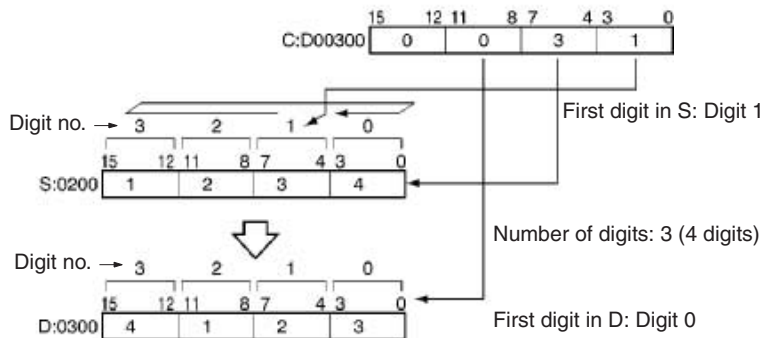 15 12 11 8 7 4 3 0
C:D00300 0 0 3 1
First digit in S: Digit 1
Digit no. → 3 2 1 0
15 12 11 8 7 4 3 0
S:0200 1 2 3 4
Number of digits: 3 (4 digits)
Digit no. → 3 2 1 0
15 12 11 8 7 4 3 0
D:0300 4 1 2 3
First digit in D: Digit 0